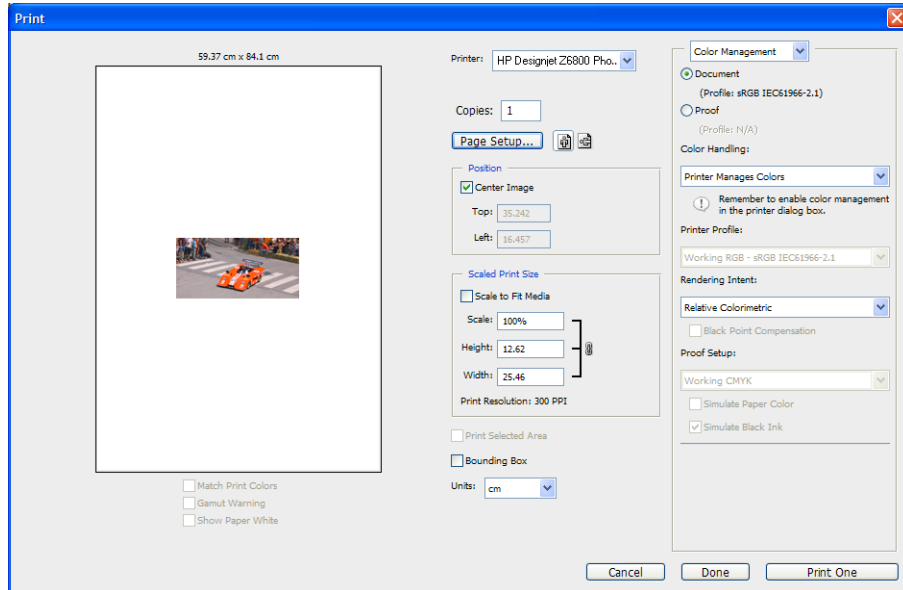 Print
59.37 cm x 84.1 cm
Match Print Colors
Gamut Warning
Show Paper White
Printer: HP Designjet Z6800 Pho..
Copies: 1
Page Setup...
Position
Center Image
Top: 35.242
Left: 16.457
Scaled Print Size
Scale to Fit Media
Scale: 100%
Height: 12.62
Width: 25.46
Print Resolution: 300 PPI
Print Selected Area
Bounding Box
Units: cm
Color Management
Document
(Profile: sRGB IEC61966-2.1)
Proof
(Profile: N/A)
Color Handling:
Printer Manages Colors
Remember to enable color management
in the printer dialog box.
Printer Profile:
Working RGB - sRGB IEC61966-2.1
Rendering Intent:
Relative Colorimetric
Black Point Compensation
Proof Setup:
Working CMYK
Simulate Paper Color
Simulate Black Ink
Cancel
Done
Print One